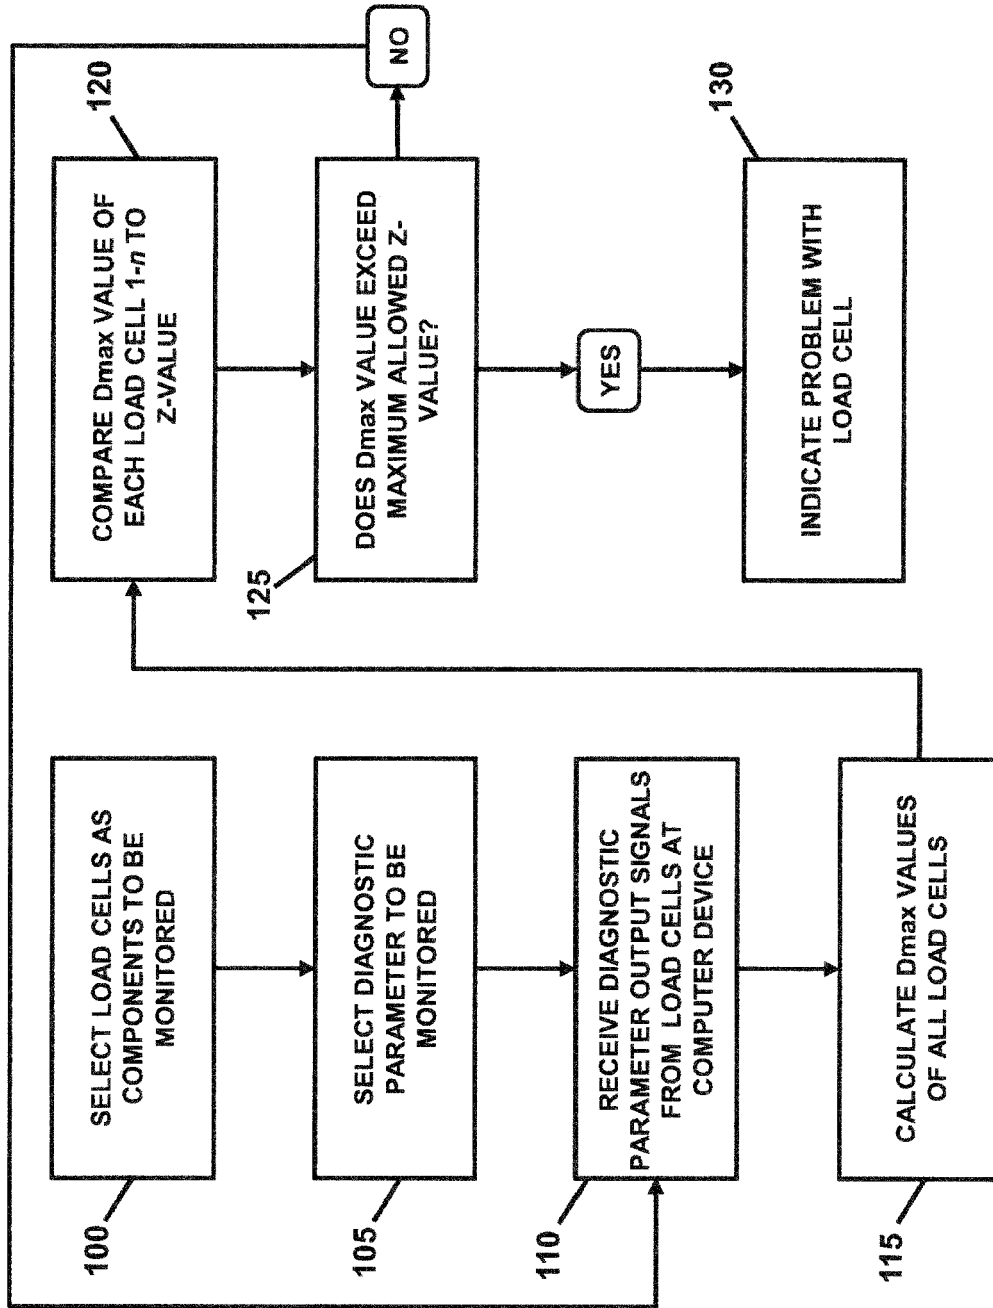 100
SELECT LOAD CELLS AS
COMPONENTS TO BE
MONITORED
105
SELECT DIAGNOSTIC
PARAMETER TO BE
MONITORED
110
RECEIVE DIAGNOSTIC
PARAMETER OUTPUT SIGNALS
FROM LOAD CELLS AT
COMPUTER DEVICE
115
CALCULATE Dmax VALUES
OF ALL LOAD CELLS
120
COMPARE Dmax VALUE OF
EACH LOAD CELL 1-n TO
Z-VALUE
125
DOES Dmax VALUE EXCEED
MAXIMUM ALLOWED Z-
VALUE?
NO
YES
130
INDICATE PROBLEM WITH
LOAD CELL